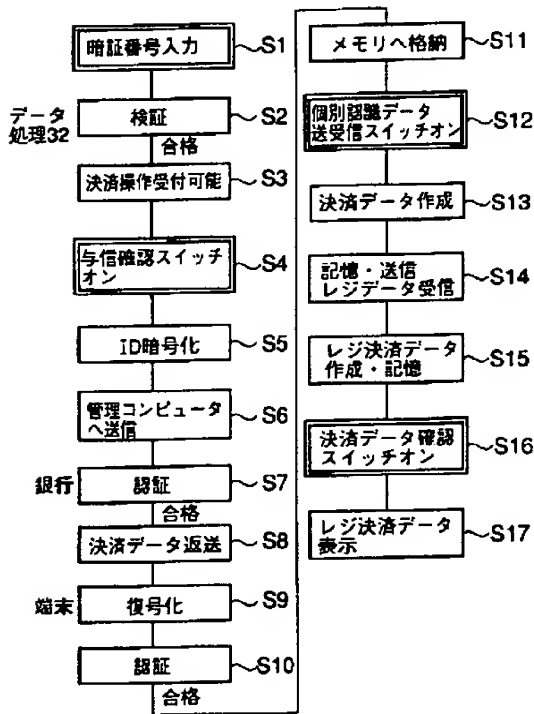 暗証番号入力 S1
データ
処理32
検証 S2
合格
決済操作受付可能 S3
与信確認スイッチ
オン S4
ID暗号化 S5
管理コンピュータ
へ送信 S6
銀行
認証 S7
合格
決済データ返送 S8
端末
復号化 S9
認証 S10
合格
メモリへ格納 S11
個別認識データ
送受信スイッチオン S12
決済データ作成 S13
記憶・送信
レジデータ受信 S14
レジ決済データ
作成・記憶 S15
決済データ確認
スイッチオン S16
レジ決済データ
表示 S17